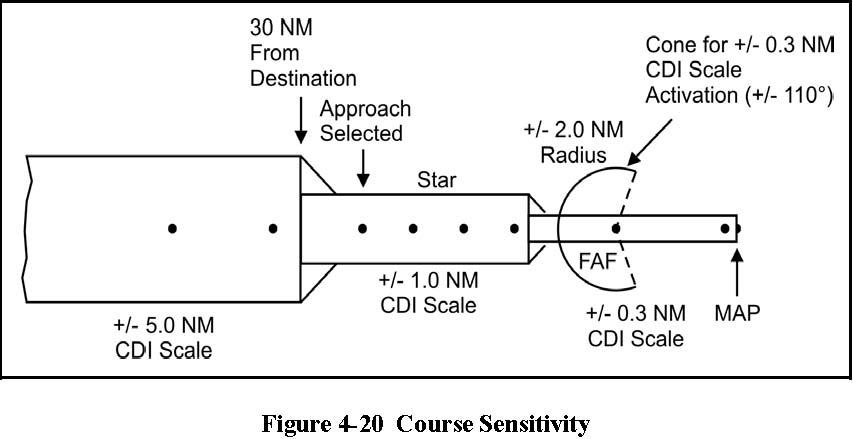 30 NM
From
Destination
Approach
Selected
Cone for +/- 0.3 NM
CDI Scale
Activation (+/- 110°)
+/- 2.0 NM
Radius
Star
FAF
+/- 1.0 NM
CDI Scale
+/- 5.0 NM
CDI Scale
+/- 0.3 NM
CDI Scale
MAP
Figure 4-20 Course Sensitivity